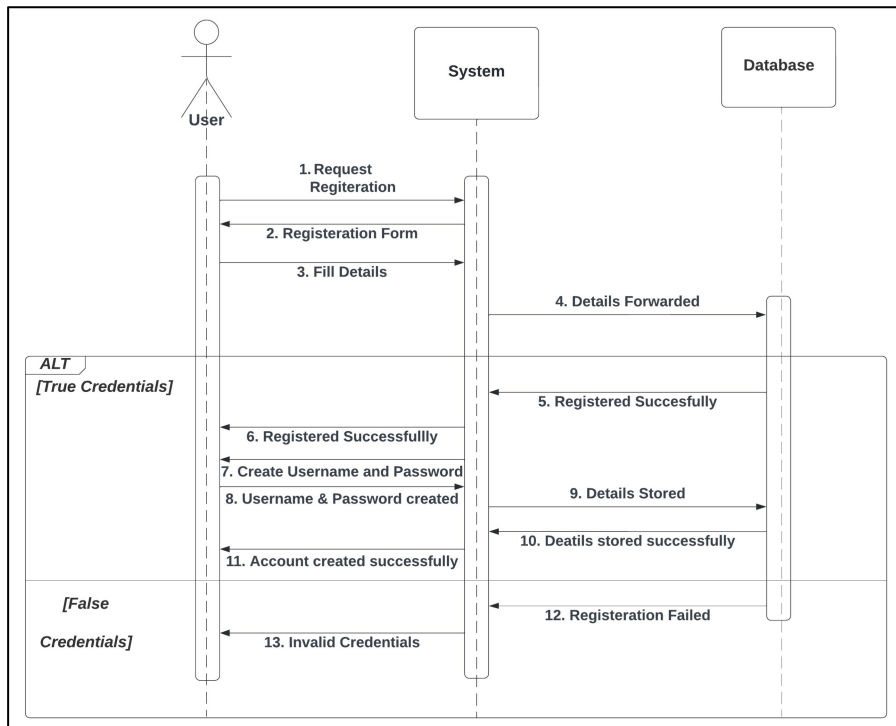 User
System
Database
1. Request
Regiteration
2. Registeration Form
3. Fill Details
4. Details Forwarded
ALT
[True Credentials]
5. Registered Succesfully
6. Registered Successfullly
7. Create Username and Password
8. Username & Password created
9. Details Stored
10. Deatils stored successfully
11. Account created successfully
[False
Credentials]
12. Registeration Failed
13. Invalid Credentials